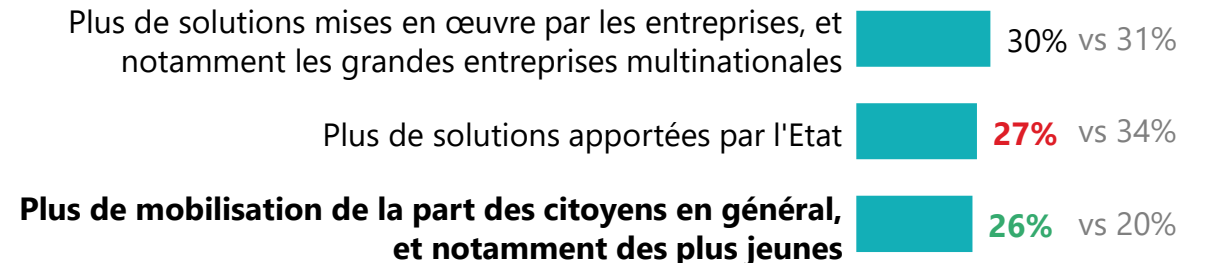 Plus de solutions mises en œuvre par les entreprises, et
notamment les grandes entreprises multinationales
30% vs 31%
Plus de solutions apportées par l'Etat
27% vs 34%
Plus de mobilisation de la part des citoyens en général,
et notamment des plus jeunes
26% vs 20%